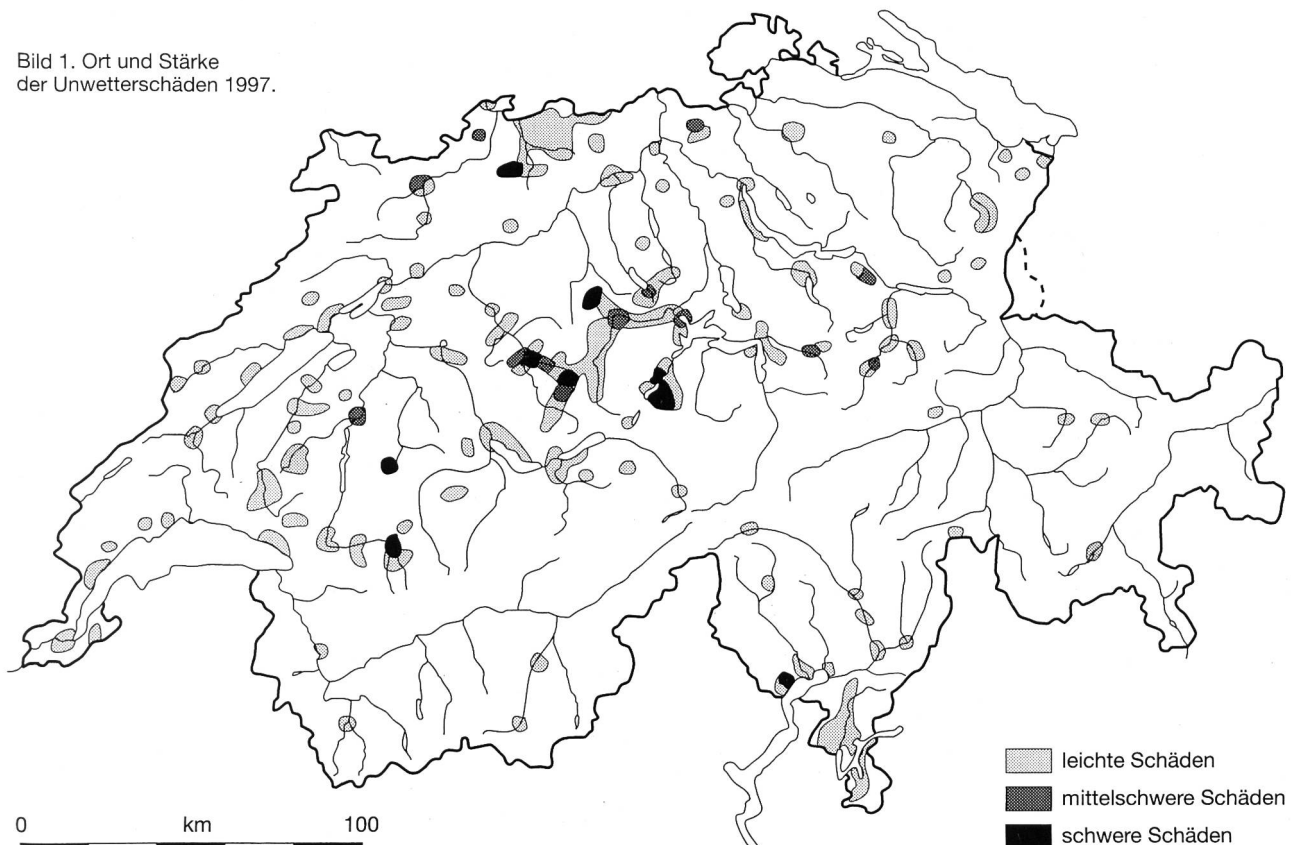 Bild 1. Ort und Stärke
der Unwetterschäden 1997.
leichte Schäden
mittelschwere Schäden
schwere Schäden
0 km 100